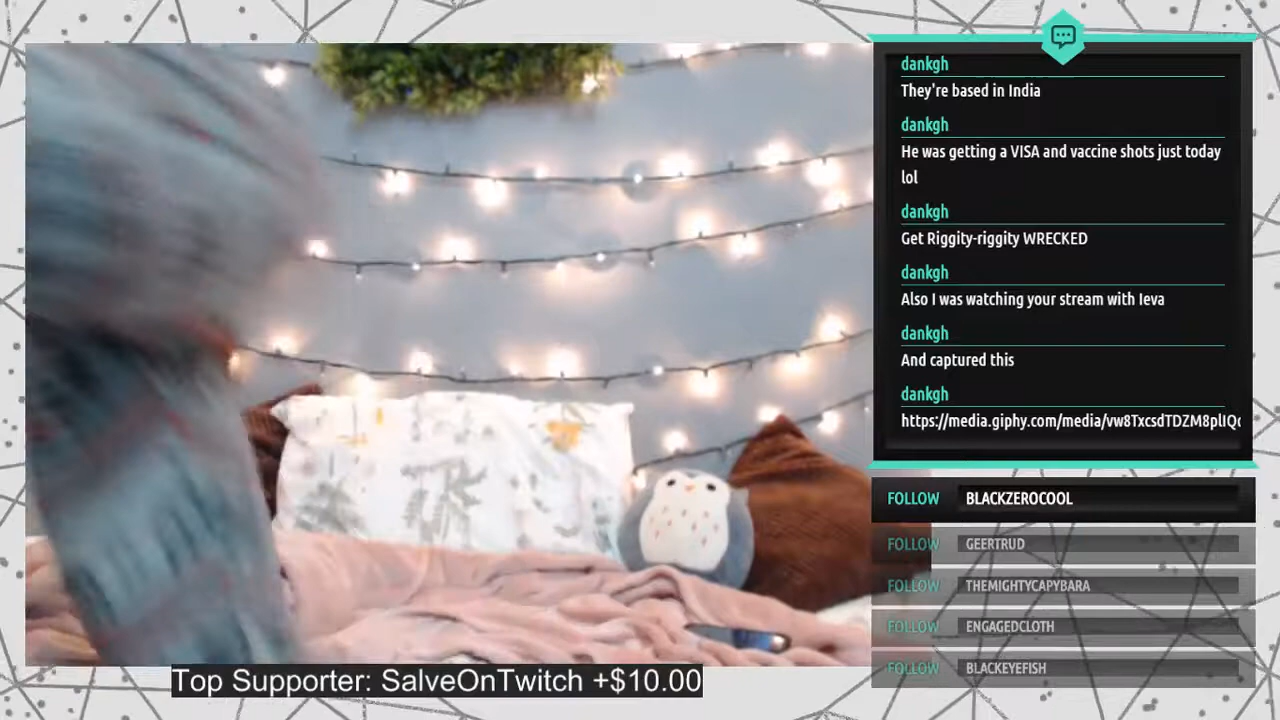 dankgh
They're based in India
dankgh
He was getting a VISA and vaccine shots just today
lol
dankgh
Get Riggity-riggity WRECKED
dankgh
Also I was watching your stream with Ieva
dankgh
And captured this
dankgh
https://media.giphy.com/media/vw8TxcsdTDZM8plIQ
FOLLOW BLACKZEROCOOL
FOLLOW GEERTRUD
FOLLOW THEMIGHTYCAPYBARA
FOLLOW ENGAGEDCLOTH
FOLLOW BLACKEYEFISH
Top Supporter: SalveOnTwitch +$10.00